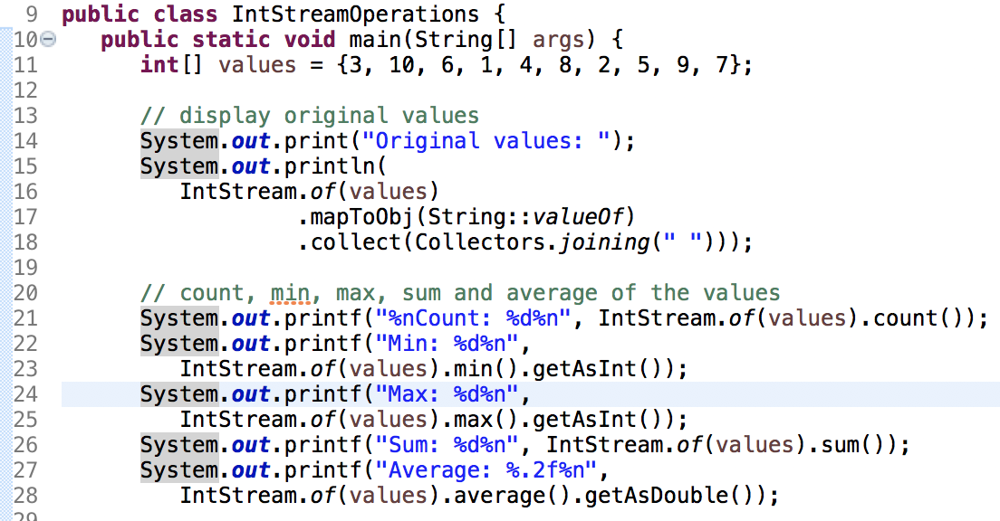 9 public class IntStreamOperations {
10 public static void main(String[] args) {
11 int[] values = {3, 10, 6, 1, 4, 8, 2, 5, 9, 7};
12
13 // display original values
14 System.out.print("Original values: ");
15 System.out.println(
16 IntStream.of(values)
17 .mapToObj(String::valueOf)
18 .collect(Collectors.joining(" ")));
19
20 // count, min, max, sum and average of the values
21 System.out.printf("%nCount: %d%n", IntStream.of(values).count());
22 System.out.printf("Min: %d%n",
23 IntStream.of(values).min().getAsInt());
24 System.out.printf("Max: %d%n",
25 IntStream.of(values).max().getAsInt());
26 System.out.printf("Sum: %d%n", IntStream.of(values).sum());
27 System.out.printf("Average: %.2f%n",
28 IntStream.of(values).average().getAsDouble());
29